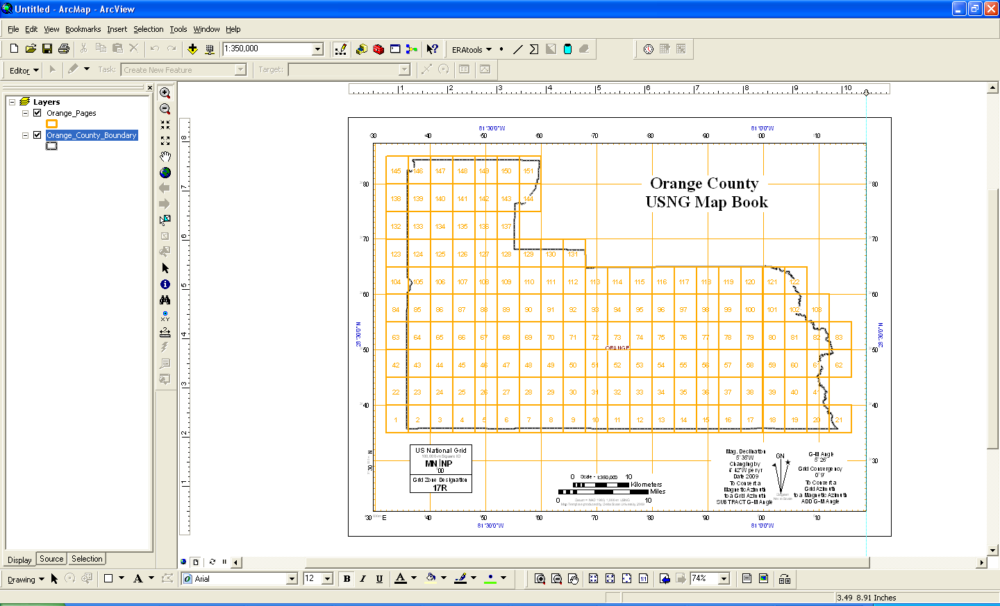 Untitled - ArcMap - ArcView
File Edit View Bookmarks Insert Selection Tools Window Help
1:350,000
ERAtools
Editor
Task:
Create New Feature
Target:
Layers
Orange_Pages
Orange_County_Boundary
1 2 3 4 5 6 7 8 9 10
8
7
6
5
4
3
2
1
81°30'0"W 81°0'0"W
30 40 50 60 70 80 90 00 10
Orange County
USNG Map Book
80 80
70 70
60 60
50 50
40 40
30 30
28°30'0"N 28°30'0"N
145 146 147 148 149 150 151
138 139 140 141 142 143 144
132 133 134 135 136 137
123 124 125 126 127 128 129 130 131
104 105 106 107 108 109 110 111 112 113 114 115 116 117 118 119 120 121 122
84 85 86 87 88 89 90 91 92 93 94 95 96 97 98 99 100 101 102 103
63 64 65 66 67 68 69 70 71 72 73 74 75 76 77 78 79 80 81 82 83
ORANGE
42 43 44 45 46 47 48 49 50 51 52 53 54 55 56 57 58 59 60 61 62
22 23 24 25 26 27 28 29 30 31 32 33 34 35 36 37 38 39 40 41
1 2 3 4 5 6 7 8 9 10 11 12 13 14 15 16 17 18 19 20 21
US National Grid
100,000-m Square ID
MN NP
00
Grid Zone Designation
17R
0 Scale - 1:350,000 10
Kilometers
Miles
0 10
Mag. Declination
5° 35'W
Changing by
4' 42"W per yr
Date 2009
To Convert a
Magnetic Azimuth
to a Grid Azimuth
SUBTRACT G-M Angle
GN
G-M Angle
5° 26'
Grid Convergency
0° 9'
To Convert a
Grid Azimuth
to a Magnetic Azimuth
ADD G-M Angle
30 E 40 50 60 70 80 90 00 10
N
81°30'0"W 81°0'0"W
Display Source Selection
Drawing
A
Arial
12
B I U A
1:1
74%
3.49 8.91 Inches